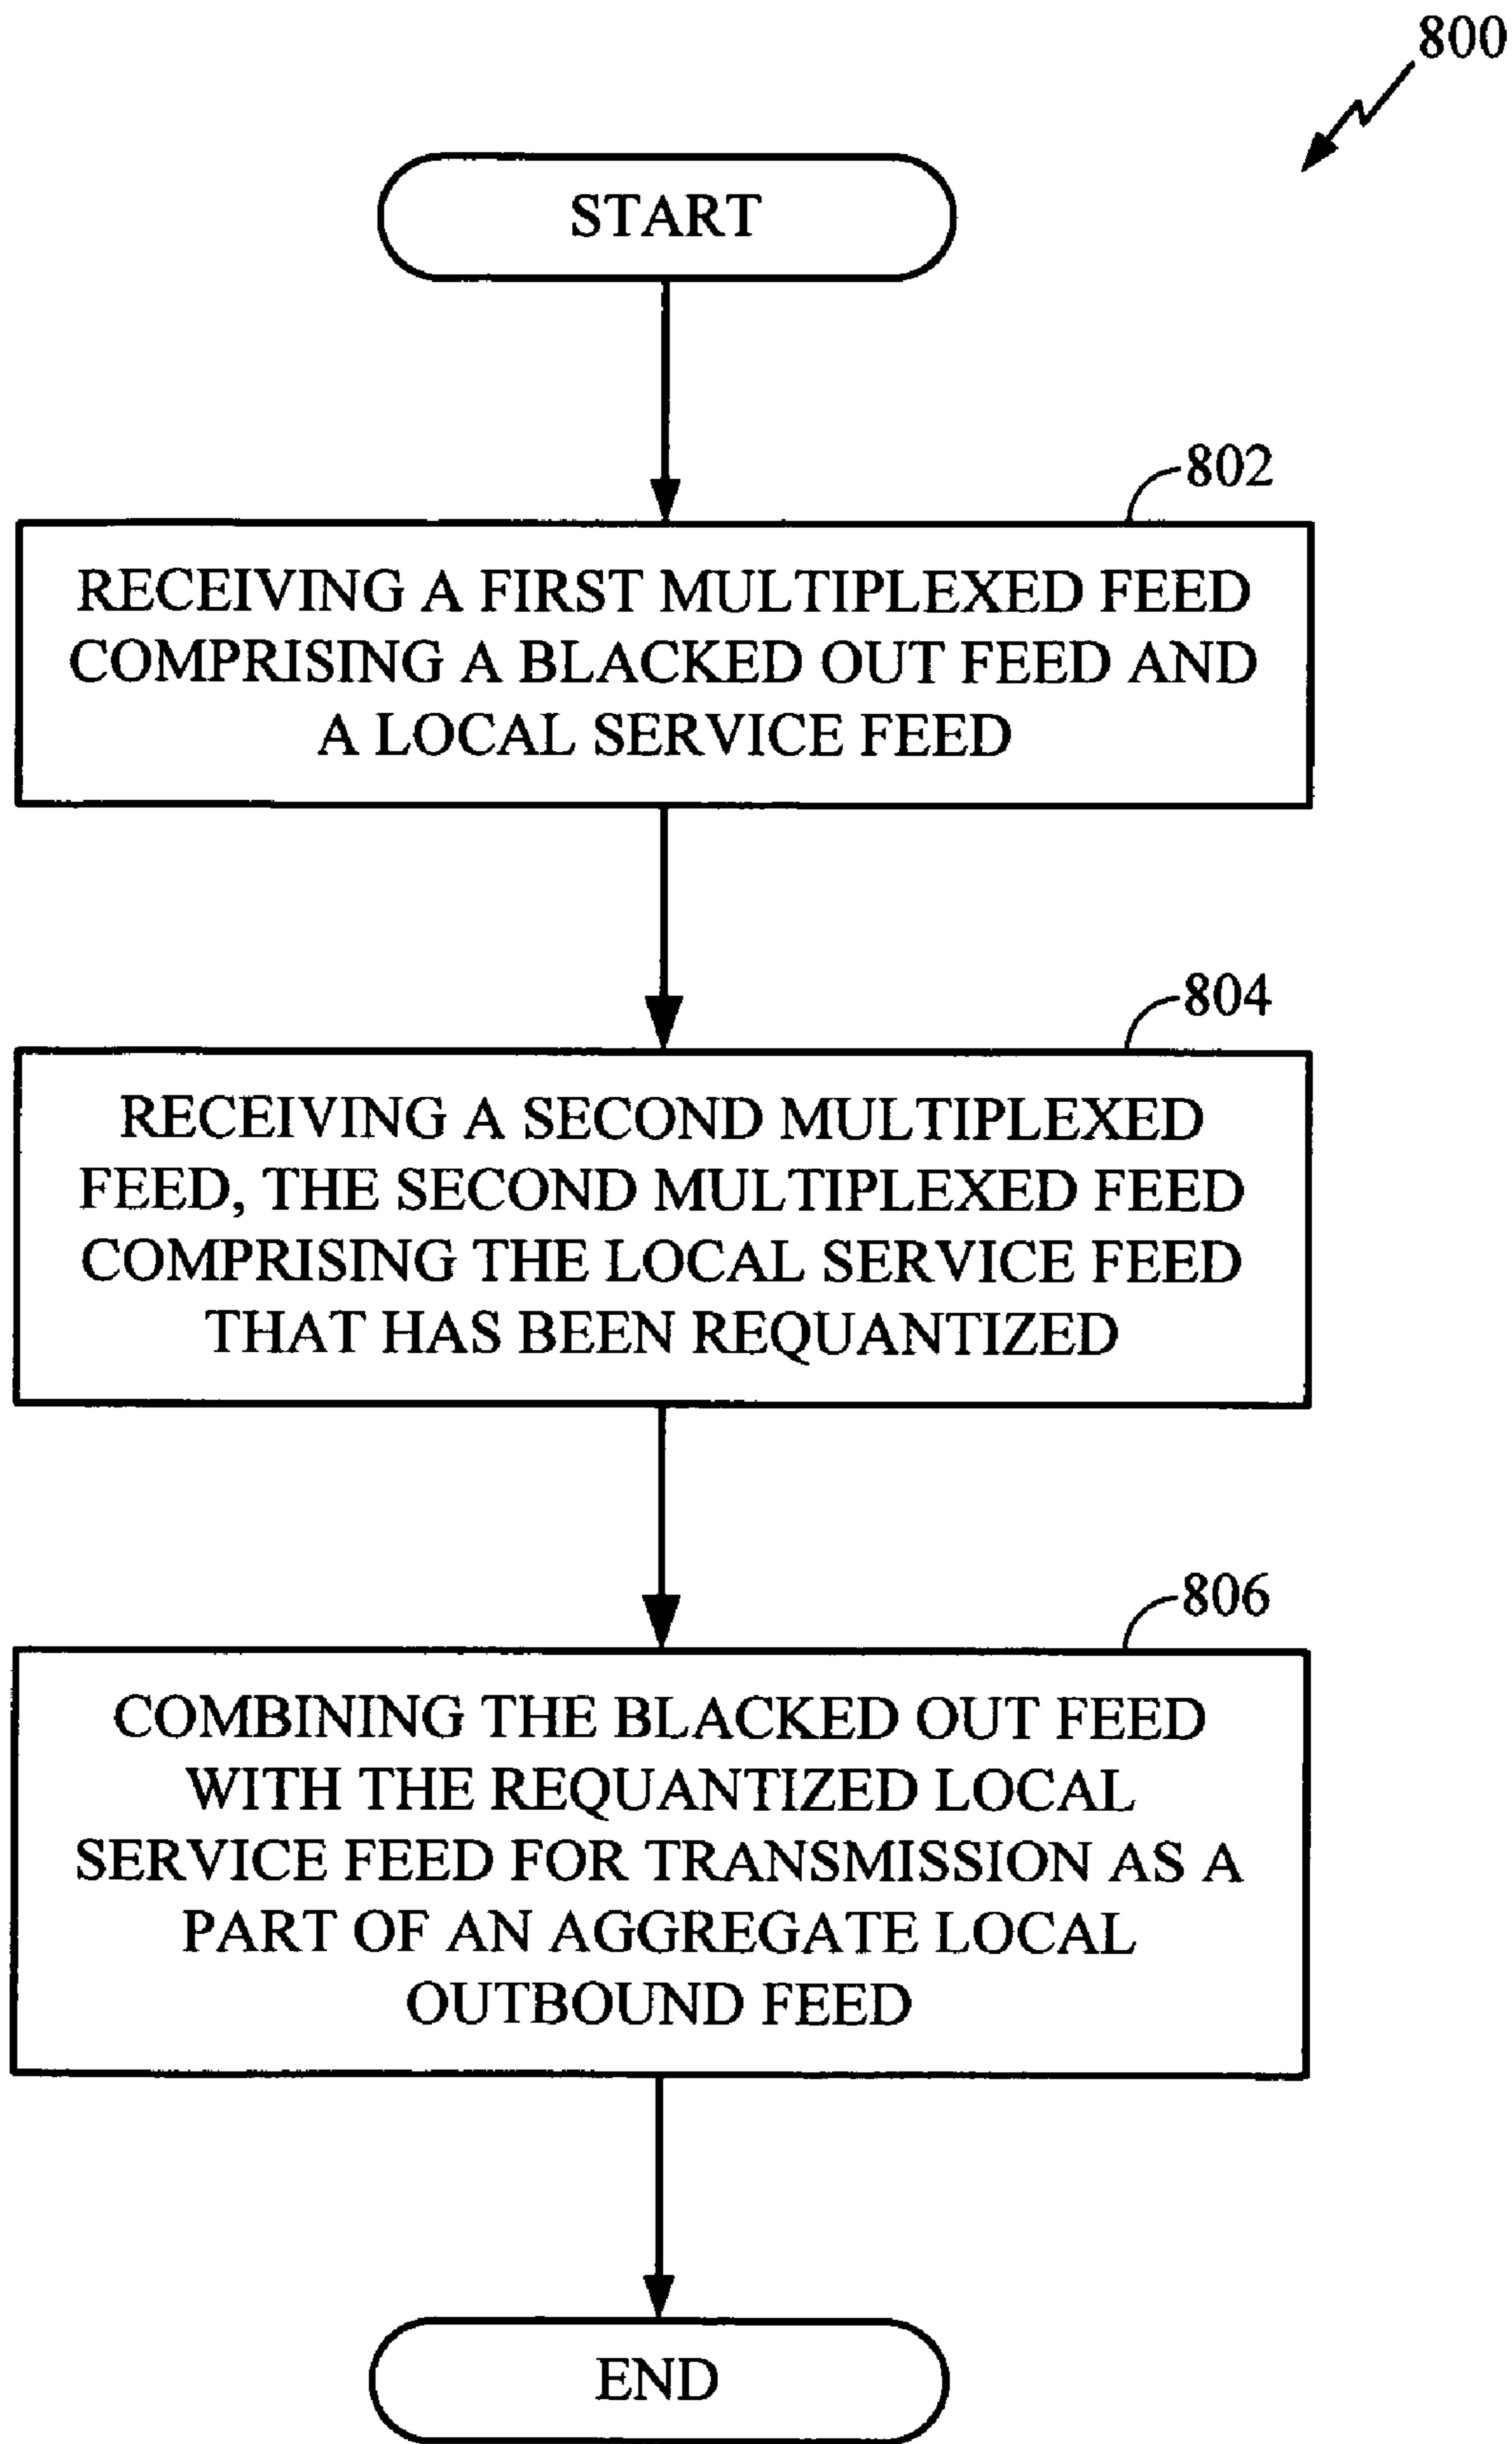 800
START
802
RECEIVING A FIRST MULTIPLEXED FEED
COMPRISING A BLACKED OUT FEED AND
A LOCAL SERVICE FEED
804
RECEIVING A SECOND MULTIPLEXED
FEED, THE SECOND MULTIPLEXED FEED
COMPRISING THE LOCAL SERVICE FEED
THAT HAS BEEN REQUANTIZED
806
COMBINING THE BLACKED OUT FEED
WITH THE REQUANTIZED LOCAL
SERVICE FEED FOR TRANSMISSION AS A
PART OF AN AGGREGATE LOCAL
OUTBOUND FEED
END